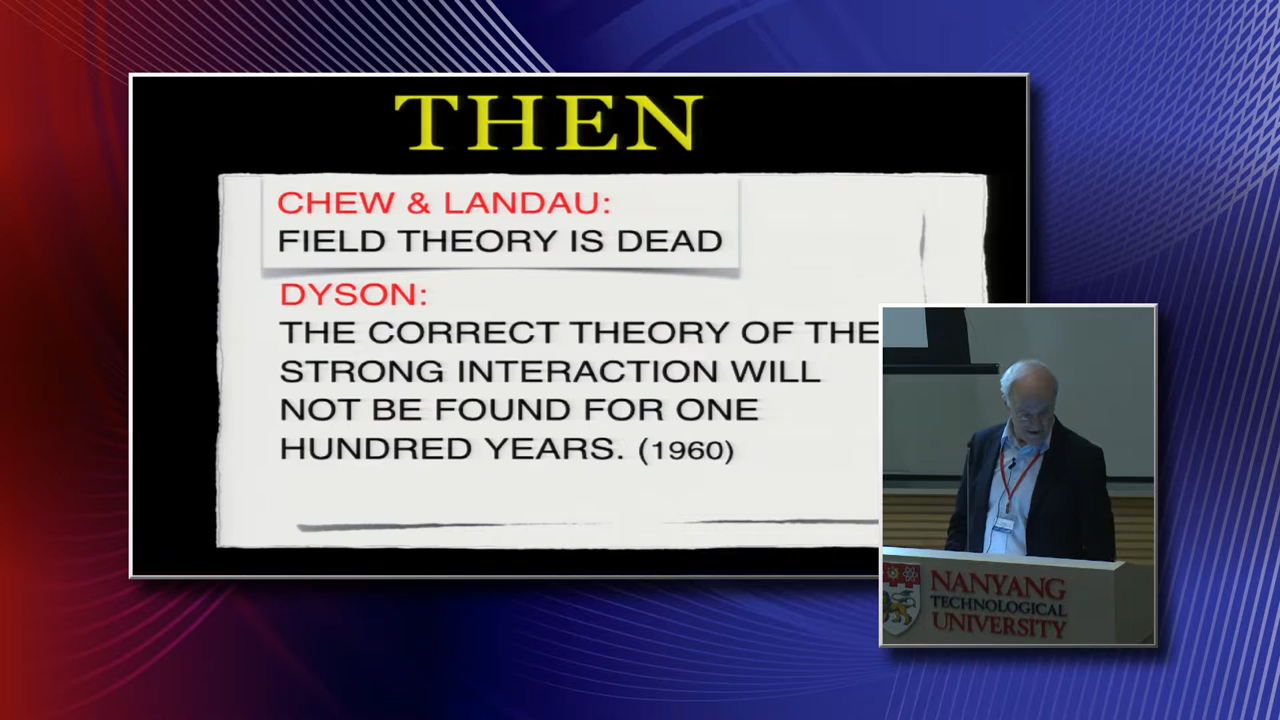 THEN
CHEW & LANDAU:
FIELD THEORY IS DEAD
DYSON:
THE CORRECT THEORY OF THE
STRONG INTERACTION WILL
NOT BE FOUND FOR ONE
HUNDRED YEARS. (1960)
NANYANG
TECHNOLOGICAL
UNIVERSITY